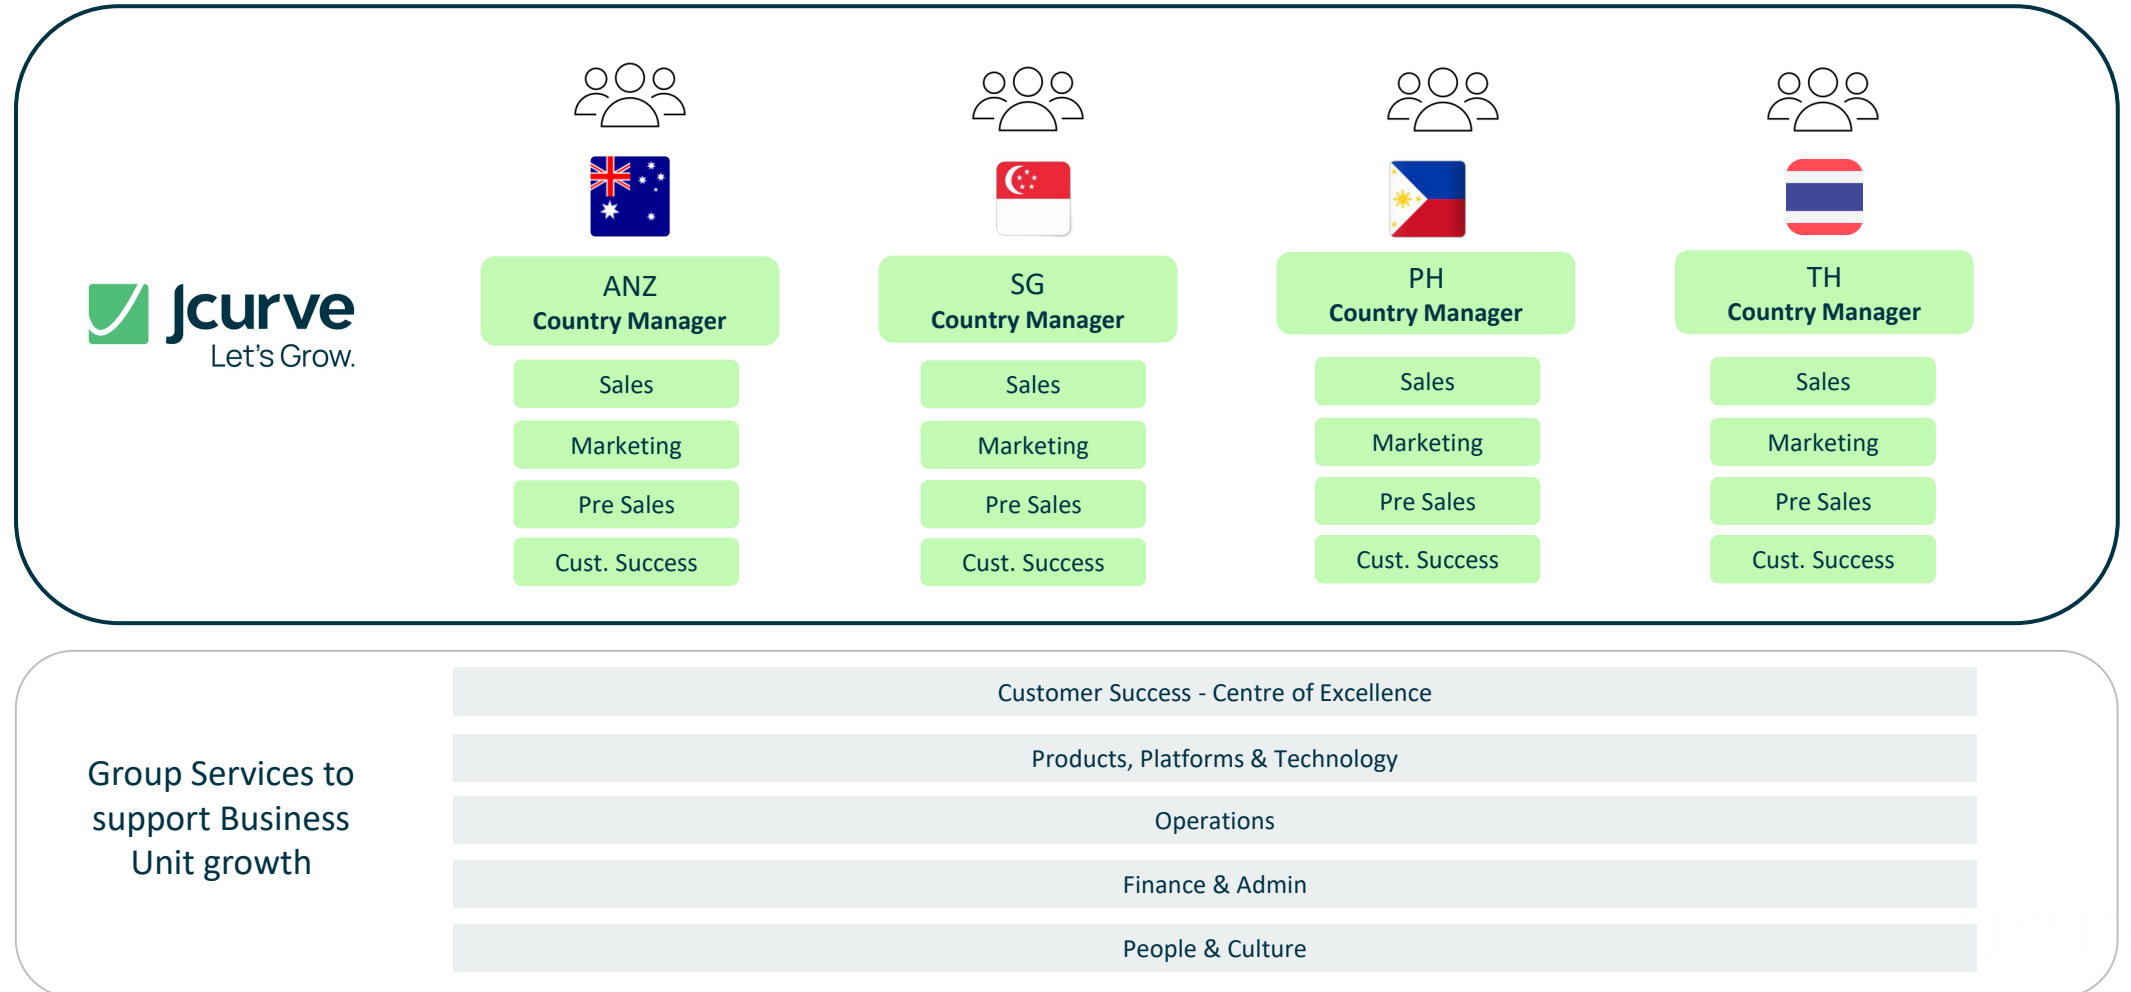 Jcurve
Let's Grow.
ANZ
Country Manager
Sales
Marketing
Pre Sales
Cust. Success
SG
Country Manager
Sales
Marketing
Pre Sales
Cust. Success
PH
Country Manager
Sales
Marketing
Pre Sales
Cust. Success
TH
Country Manager
Sales
Marketing
Pre Sales
Cust. Success
Group Services to
support Business
Unit growth
Customer Success - Centre of Excellence
Products, Platforms & Technology
Operations
Finance & Admin
People & Culture